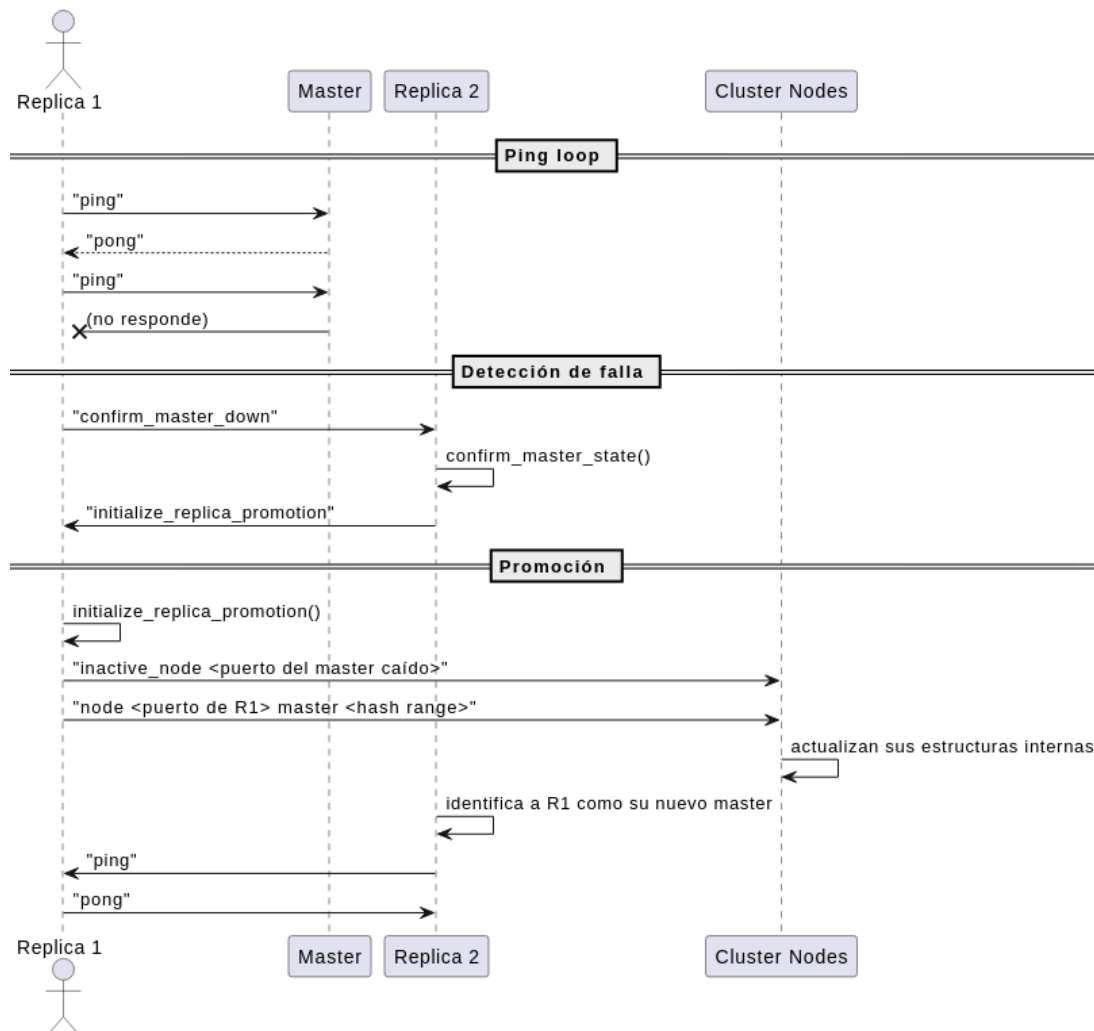 Replica 1
Master
Replica 2
Cluster Nodes
Ping loop
"ping"
"pong"
"ping"
(no responde)
Detección de falla
"confirm_master_down"
confirm_master_state()
"initialize_replica_promotion"
Promoción
initialize_replica_promotion()
"inactive_node <puerto del master caído>"
"node <puerto de R1> master <hash range>"
actualizan sus estructuras internas
identifica a R1 como su nuevo master
"ping"
"pong"
Replica 1
Master
Replica 2
Cluster Nodes